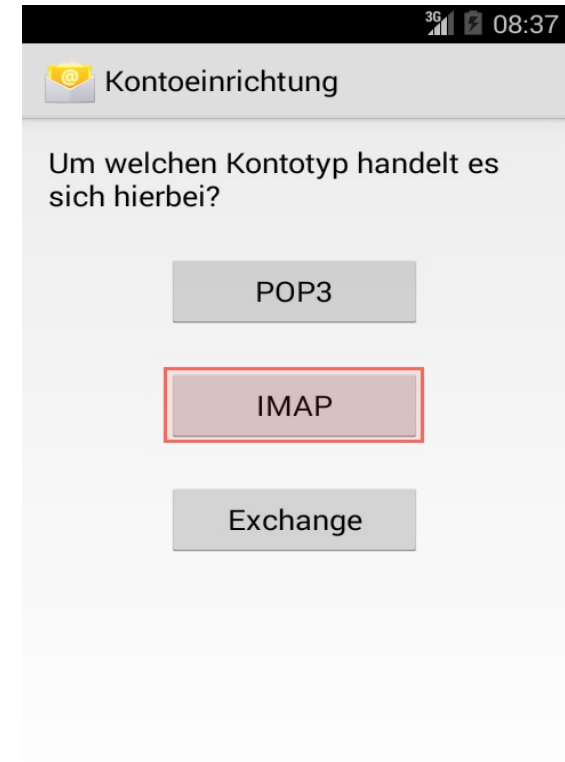 3G 08:37
@ Kontoeinrichtung
Um welchen Kontotyp handelt es
sich hierbei?
POP3
IMAP
Exchange